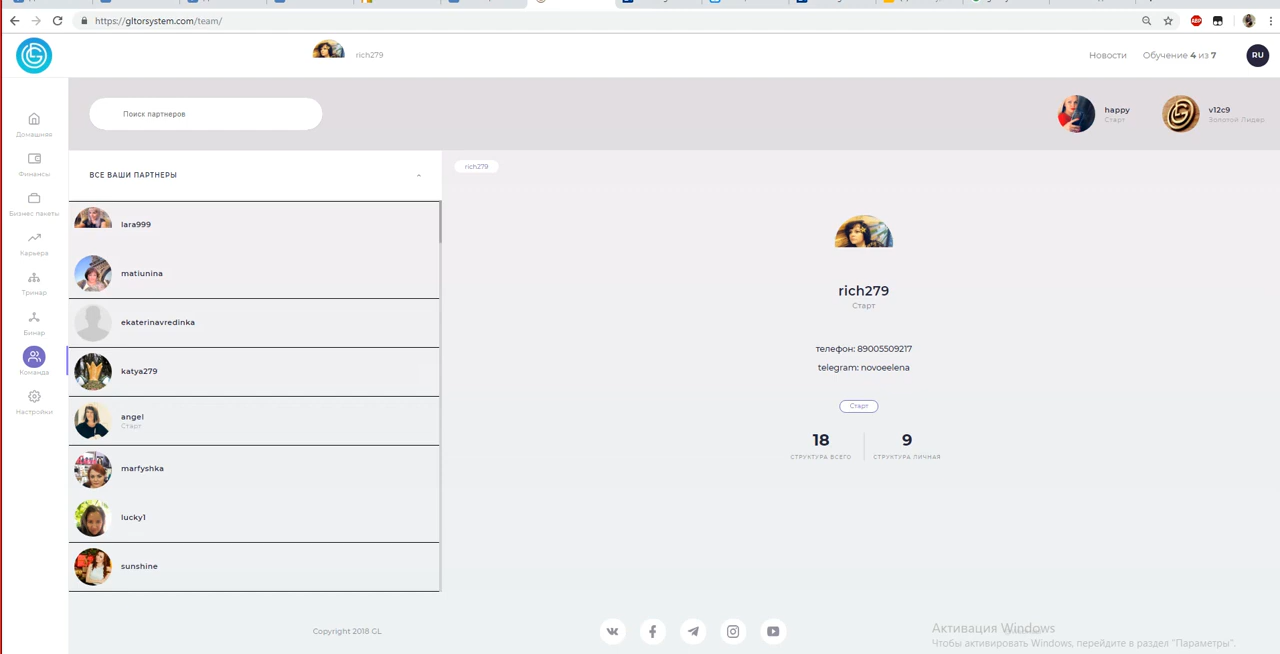 https://gltorsystem.com/team/
ABP
rich279
Новости
Обучение 4 из 7
RU
Поиск партнеров
happy
Старт
v12c9
Золотой Лидер
Домашняя
Финансы
Бизнес пакеты
Карьера
Тринар
Бинар
Команда
Настройки
ВСЕ ВАШИ ПАРТНЕРЫ
lara999
matiunina
ekaterinavredinka
katya279
angel
Старт
marfyshka
lucky1
sunshine
rich279
rich279
Старт
телефон: 89005509217
telegram: novoeelena
Старт
18
СТРУКТУРА ВСЕГО
9
СТРУКТУРА ЛИЧНАЯ
Copyright 2018 GL
Активация Windows
Чтобы активировать Windows, перейдите в раздел "Параметры".